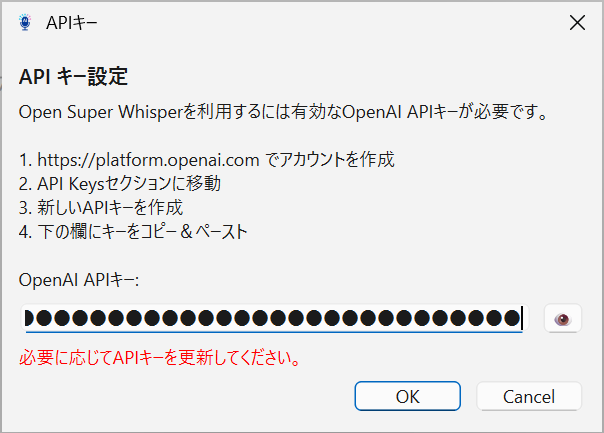 APIキー
API キー設定
Open Super Whisperを利用するには有効なOpenAI APIキーが必要です。
1. https://platform.openai.com でアカウントを作成
2. API Keysセクションに移動
3. 新しいAPIキーを作成
4. 下の欄にキーをコピー＆ペースト
OpenAI APIキー:
必要に応じてAPIキーを更新してください。
OK
Cancel